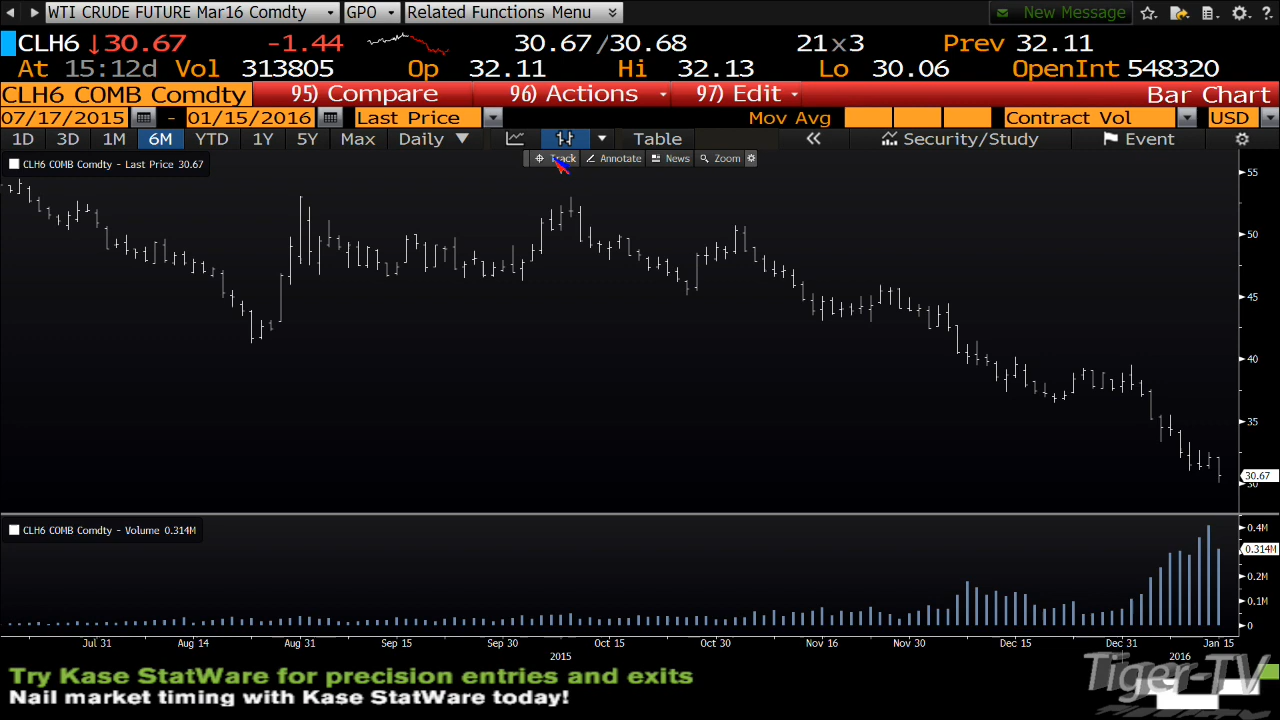 WTI CRUDE FUTURE Mar16 Comdty GPO Related Functions Menu New Message
CLH6 ↓30.67 -1.44 30.67/30.68 21x3 Prev 32.11
At 15:12d Vol 313805 Op 32.11 Hi 32.13 Lo 30.06 OpenInt 548320
CLH6 COMB Comdty 95) Compare 96) Actions 97) Edit Bar Chart
07/17/2015 - 01/15/2016 Last Price Mov Avg Contract Vol USD
1D 3D 1M 6M YTD 1Y 5Y Max Daily ▼ Table « Security/Study Event
Track Annotate News Zoom
CLH6 COMB Comdty - Last Price 30.67
55
50
45
40
35
30.67
30
CLH6 COMB Comdty - Volume 0.314M
0.4M
0.314M
0.2M
0.1M
0
Jul 31 Aug 14 Aug 31 Sep 15 Sep 30 Oct 15 Oct 30 Nov 16 Nov 30 Dec 15 Dec 31 Jan 15
2015 2016
Try Kase StatWare for precision entries and exits
Nail market timing with Kase StatWare today!
Tiger-TV